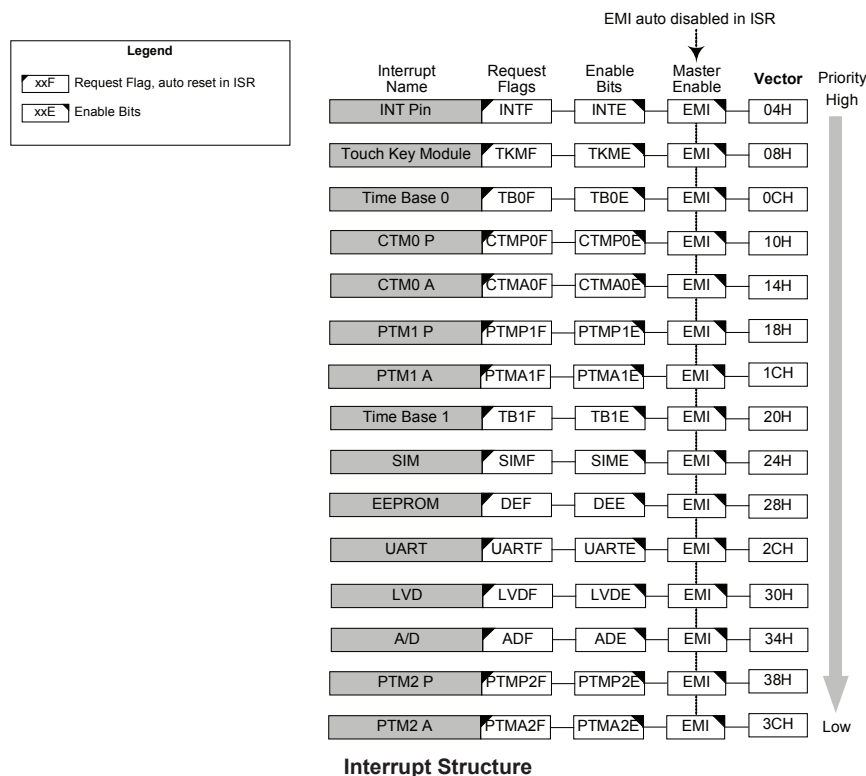 EMI auto disabled in ISR
Legend
xxF Request Flag, auto reset in ISR
xxE Enable Bits
Interrupt Name Request Flags Enable Bits Master Enable Vector Priority
High
INT Pin INTF INTE EMI 04H
Touch Key Module TKMF TKME EMI 08H
Time Base 0 TB0F TB0E EMI 0CH
CTM0 P CTMP0F CTMP0E EMI 10H
CTM0 A CTMA0F CTMA0E EMI 14H
PTM1 P PTMP1F PTMP1E EMI 18H
PTM1 A PTMA1F PTMA1E EMI 1CH
Time Base 1 TB1F TB1E EMI 20H
SIM SIMF SIME EMI 24H
EEPROM DEF DEE EMI 28H
UART UARTF UARTE EMI 2CH
LVD LVDF LVDE EMI 30H
A/D ADF ADE EMI 34H
PTM2 P PTMP2F PTMP2E EMI 38H
PTM2 A PTMA2F PTMA2E EMI 3CH Low
Interrupt Structure